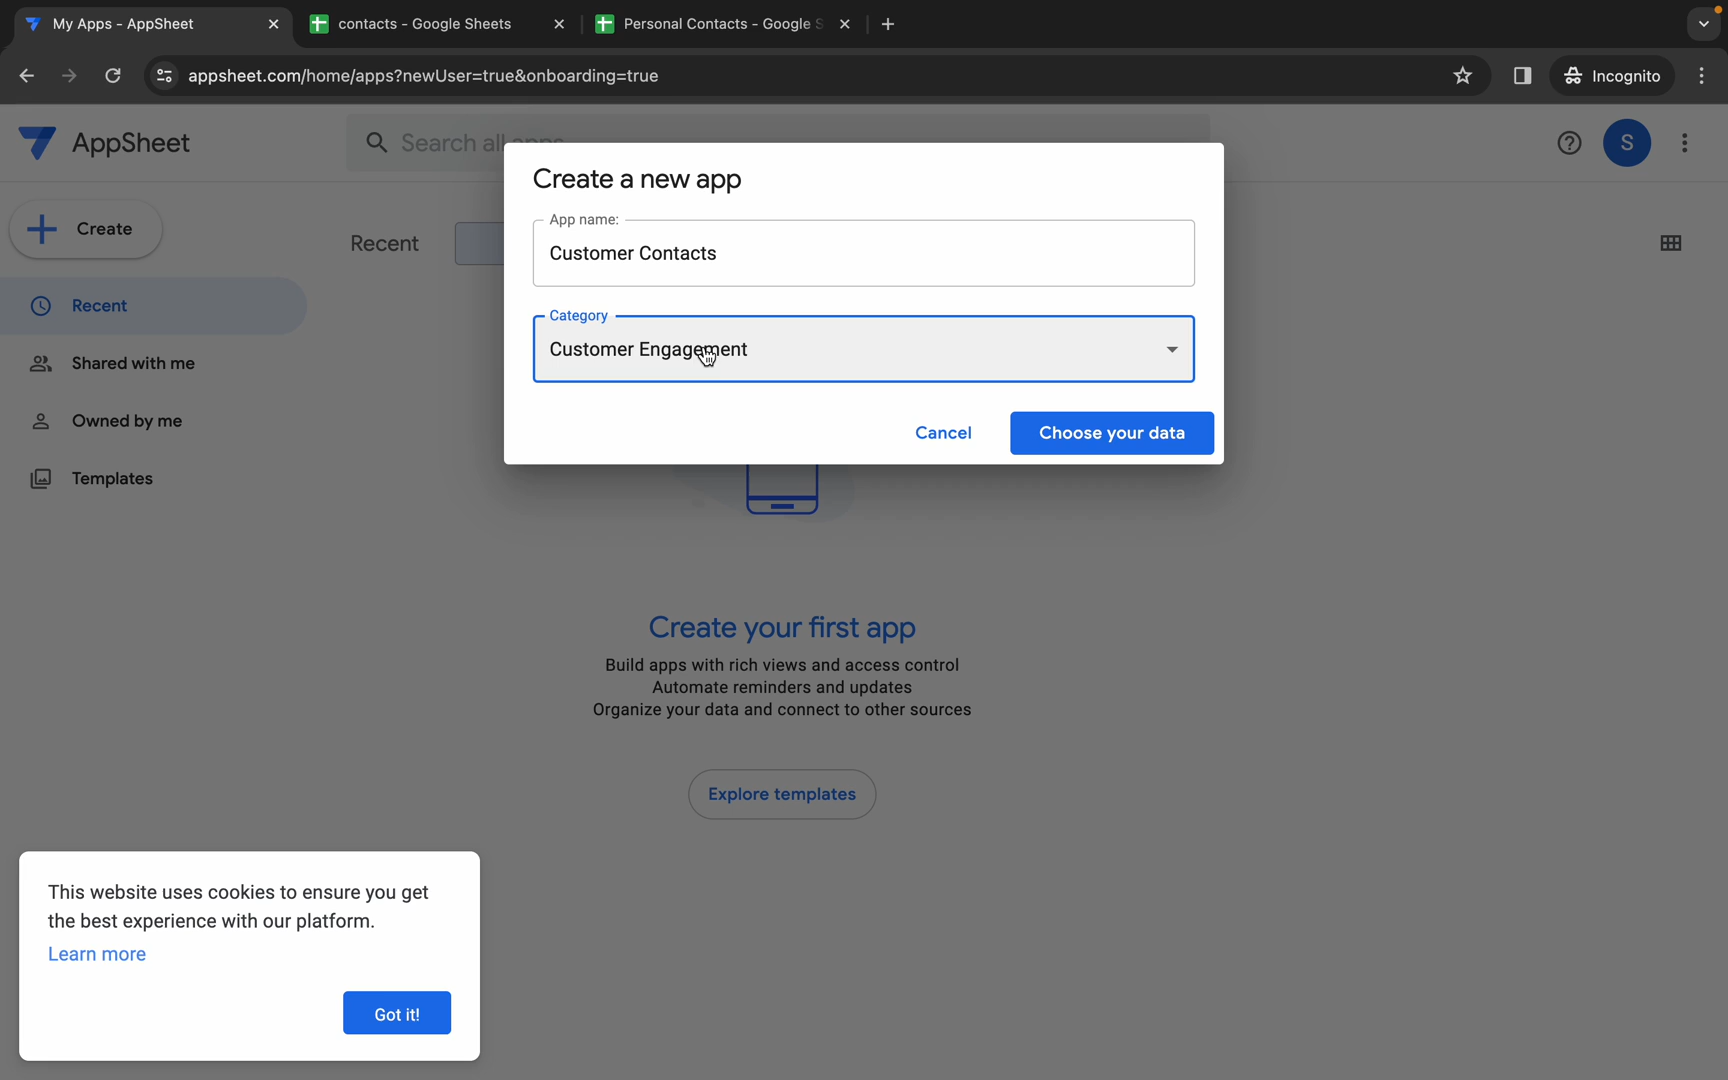 My Apps - AppSheet
contacts - Google Sheets
Personal Contacts - Google S
appsheet.com/home/apps?newUser=true&onboarding=true
Incognito
AppSheet
Search all apps
S
Create a new app
App name:
Customer Contacts
Create
Recent
Category
Customer Engagement
Recent
Shared with me
Owned by me
Templates
Cancel
Choose your data
Create your first app
Build apps with rich views and access control
Automate reminders and updates
Organize your data and connect to other sources
Explore templates
This website uses cookies to ensure you get
the best experience with our platform.
Learn more
Got it!